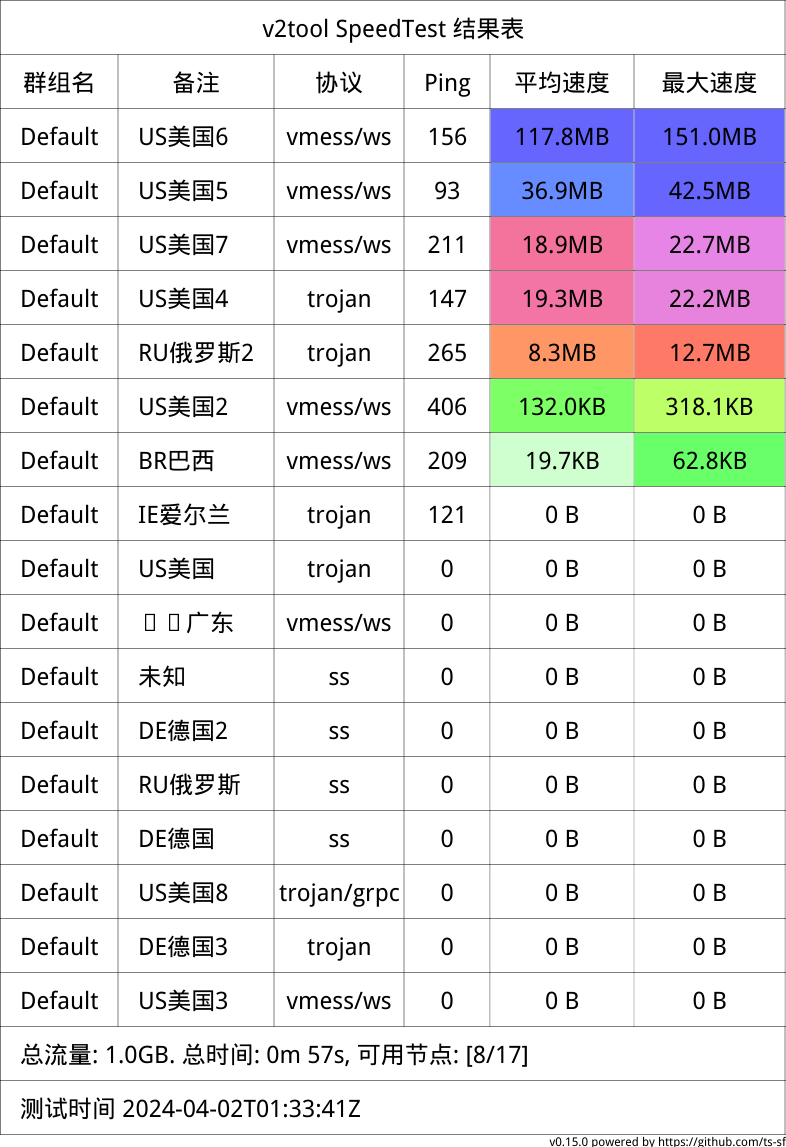 v2tool SpeedTest 结果表
群组名 备注 协议 Ping 平均速度 最大速度
Default US美国6 vmess/ws 156 117.8MB 151.0MB
Default US美国5 vmess/ws 93 36.9MB 42.5MB
Default US美国7 vmess/ws 211 18.9MB 22.7MB
Default US美国4 trojan 147 19.3MB 22.2MB
Default RU俄罗斯2 trojan 265 8.3MB 12.7MB
Default US美国2 vmess/ws 406 132.0KB 318.1KB
Default BR巴西 vmess/ws 209 19.7KB 62.8KB
Default IE爱尔兰 trojan 121 0 B 0 B
Default US美国 trojan 0 0 B 0 B
Default 广东 vmess/ws 0 0 B 0 B
Default 未知 ss 0 0 B 0 B
Default DE德国2 ss 0 0 B 0 B
Default RU俄罗斯 ss 0 0 B 0 B
Default DE德国 ss 0 0 B 0 B
Default US美国8 trojan/grpc 0 0 B 0 B
Default DE德国3 trojan 0 0 B 0 B
Default US美国3 vmess/ws 0 0 B 0 B
总流量: 1.0GB. 总时间: 0m 57s, 可用节点: [8/17]
测试时间 2024-04-02T01:33:41Z
v0.15.0 powered by https://github.com/ts-sf